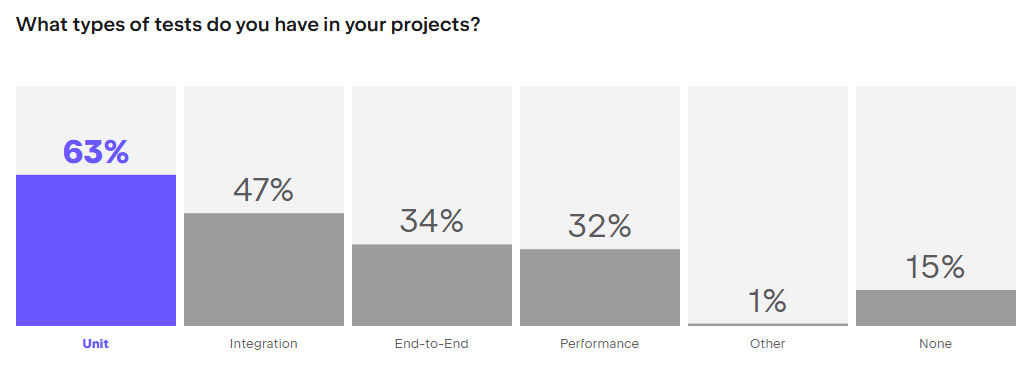 What types of tests do you have in your projects?
63%
47%
34%
32%
1%
15%
Unit
Integration
End-to-End
Performance
Other
None